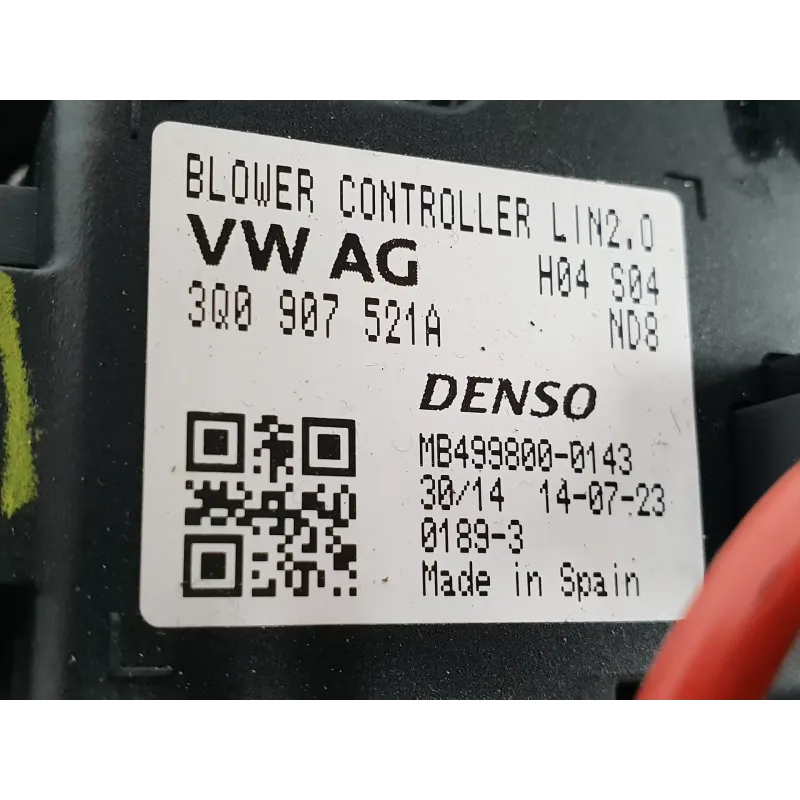 BLOWER CONTROLLER LIN2.0
VW AG H04 S04
3Q0 907 521A ND8
DENSO
MB499800-0143
30/14 14-07-23
0189-3
Made in Spain